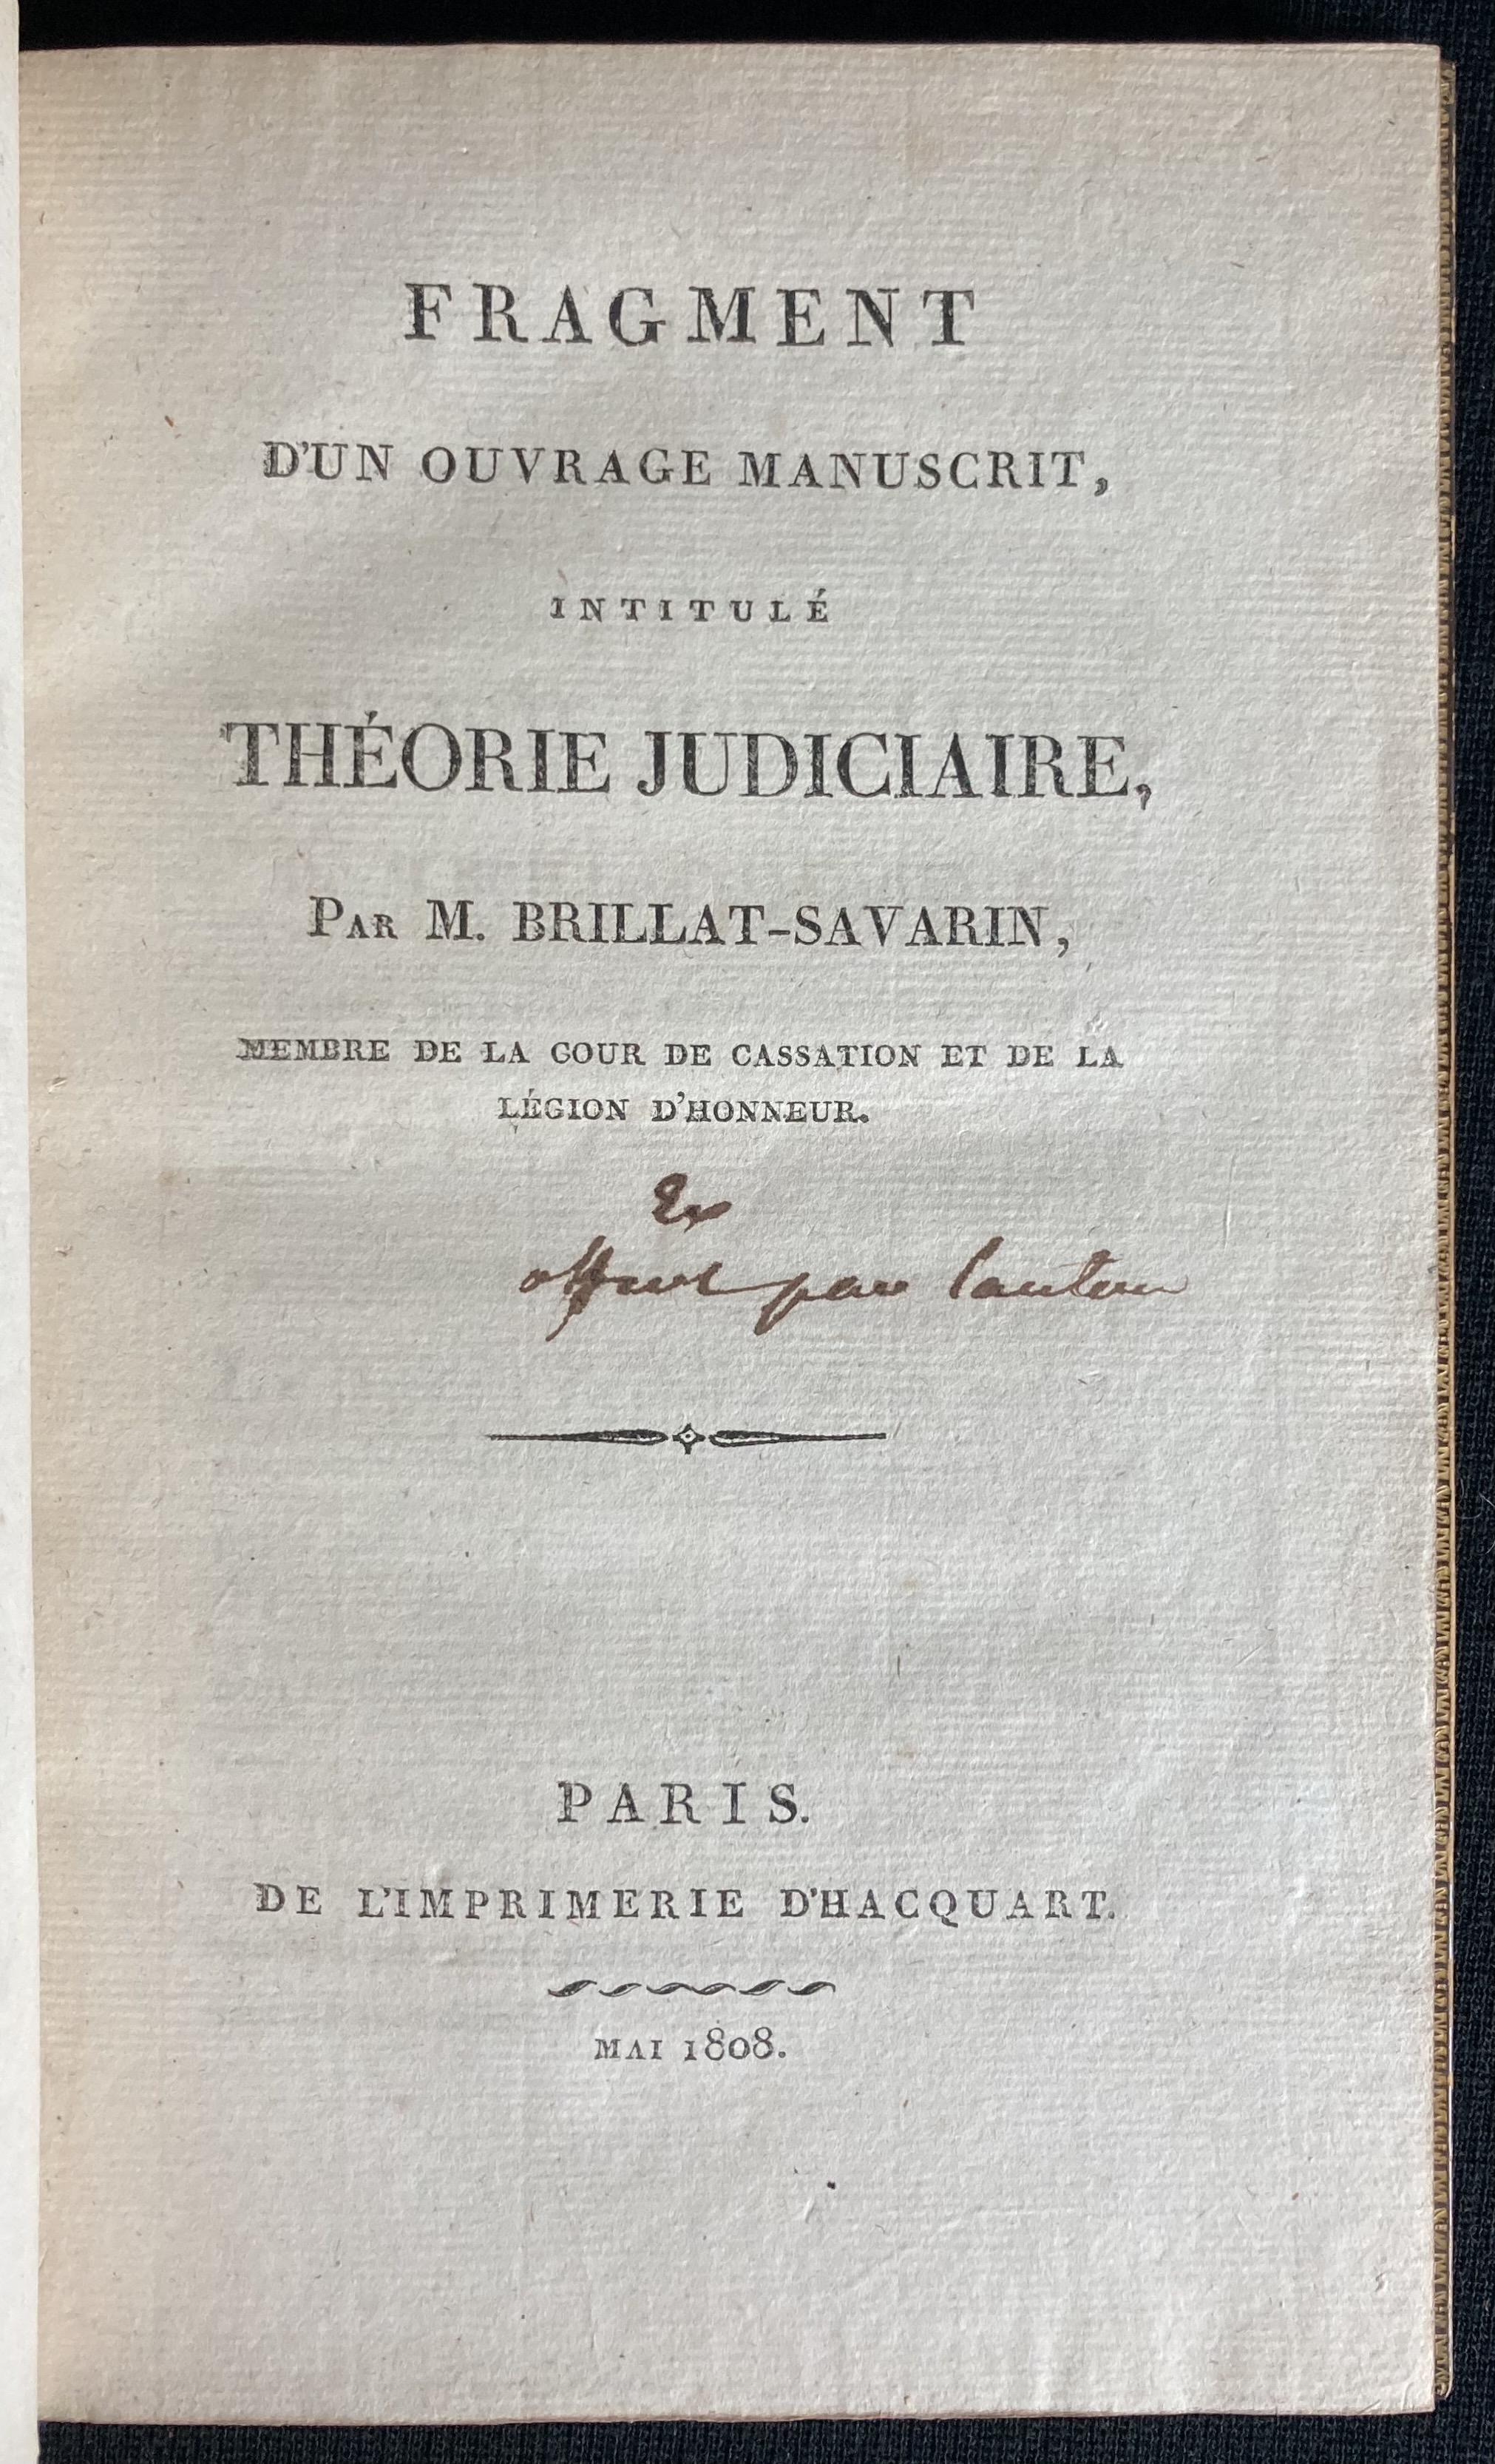 FRAGMENT
D'UN OUVRAGE MANUSCRIT,
INTITULÉ
THÉORIE JUDICIAIRE,
PAR M. BRILLAT-SAVARIN,
MEMBRE DE LA COUR DE CASSATION ET DE LA
LÉGION D'HONNEUR.
Ex
offert par lauteur
PARIS.
DE L'IMPRIMERIE D'HACQUART.
MAI 1808.